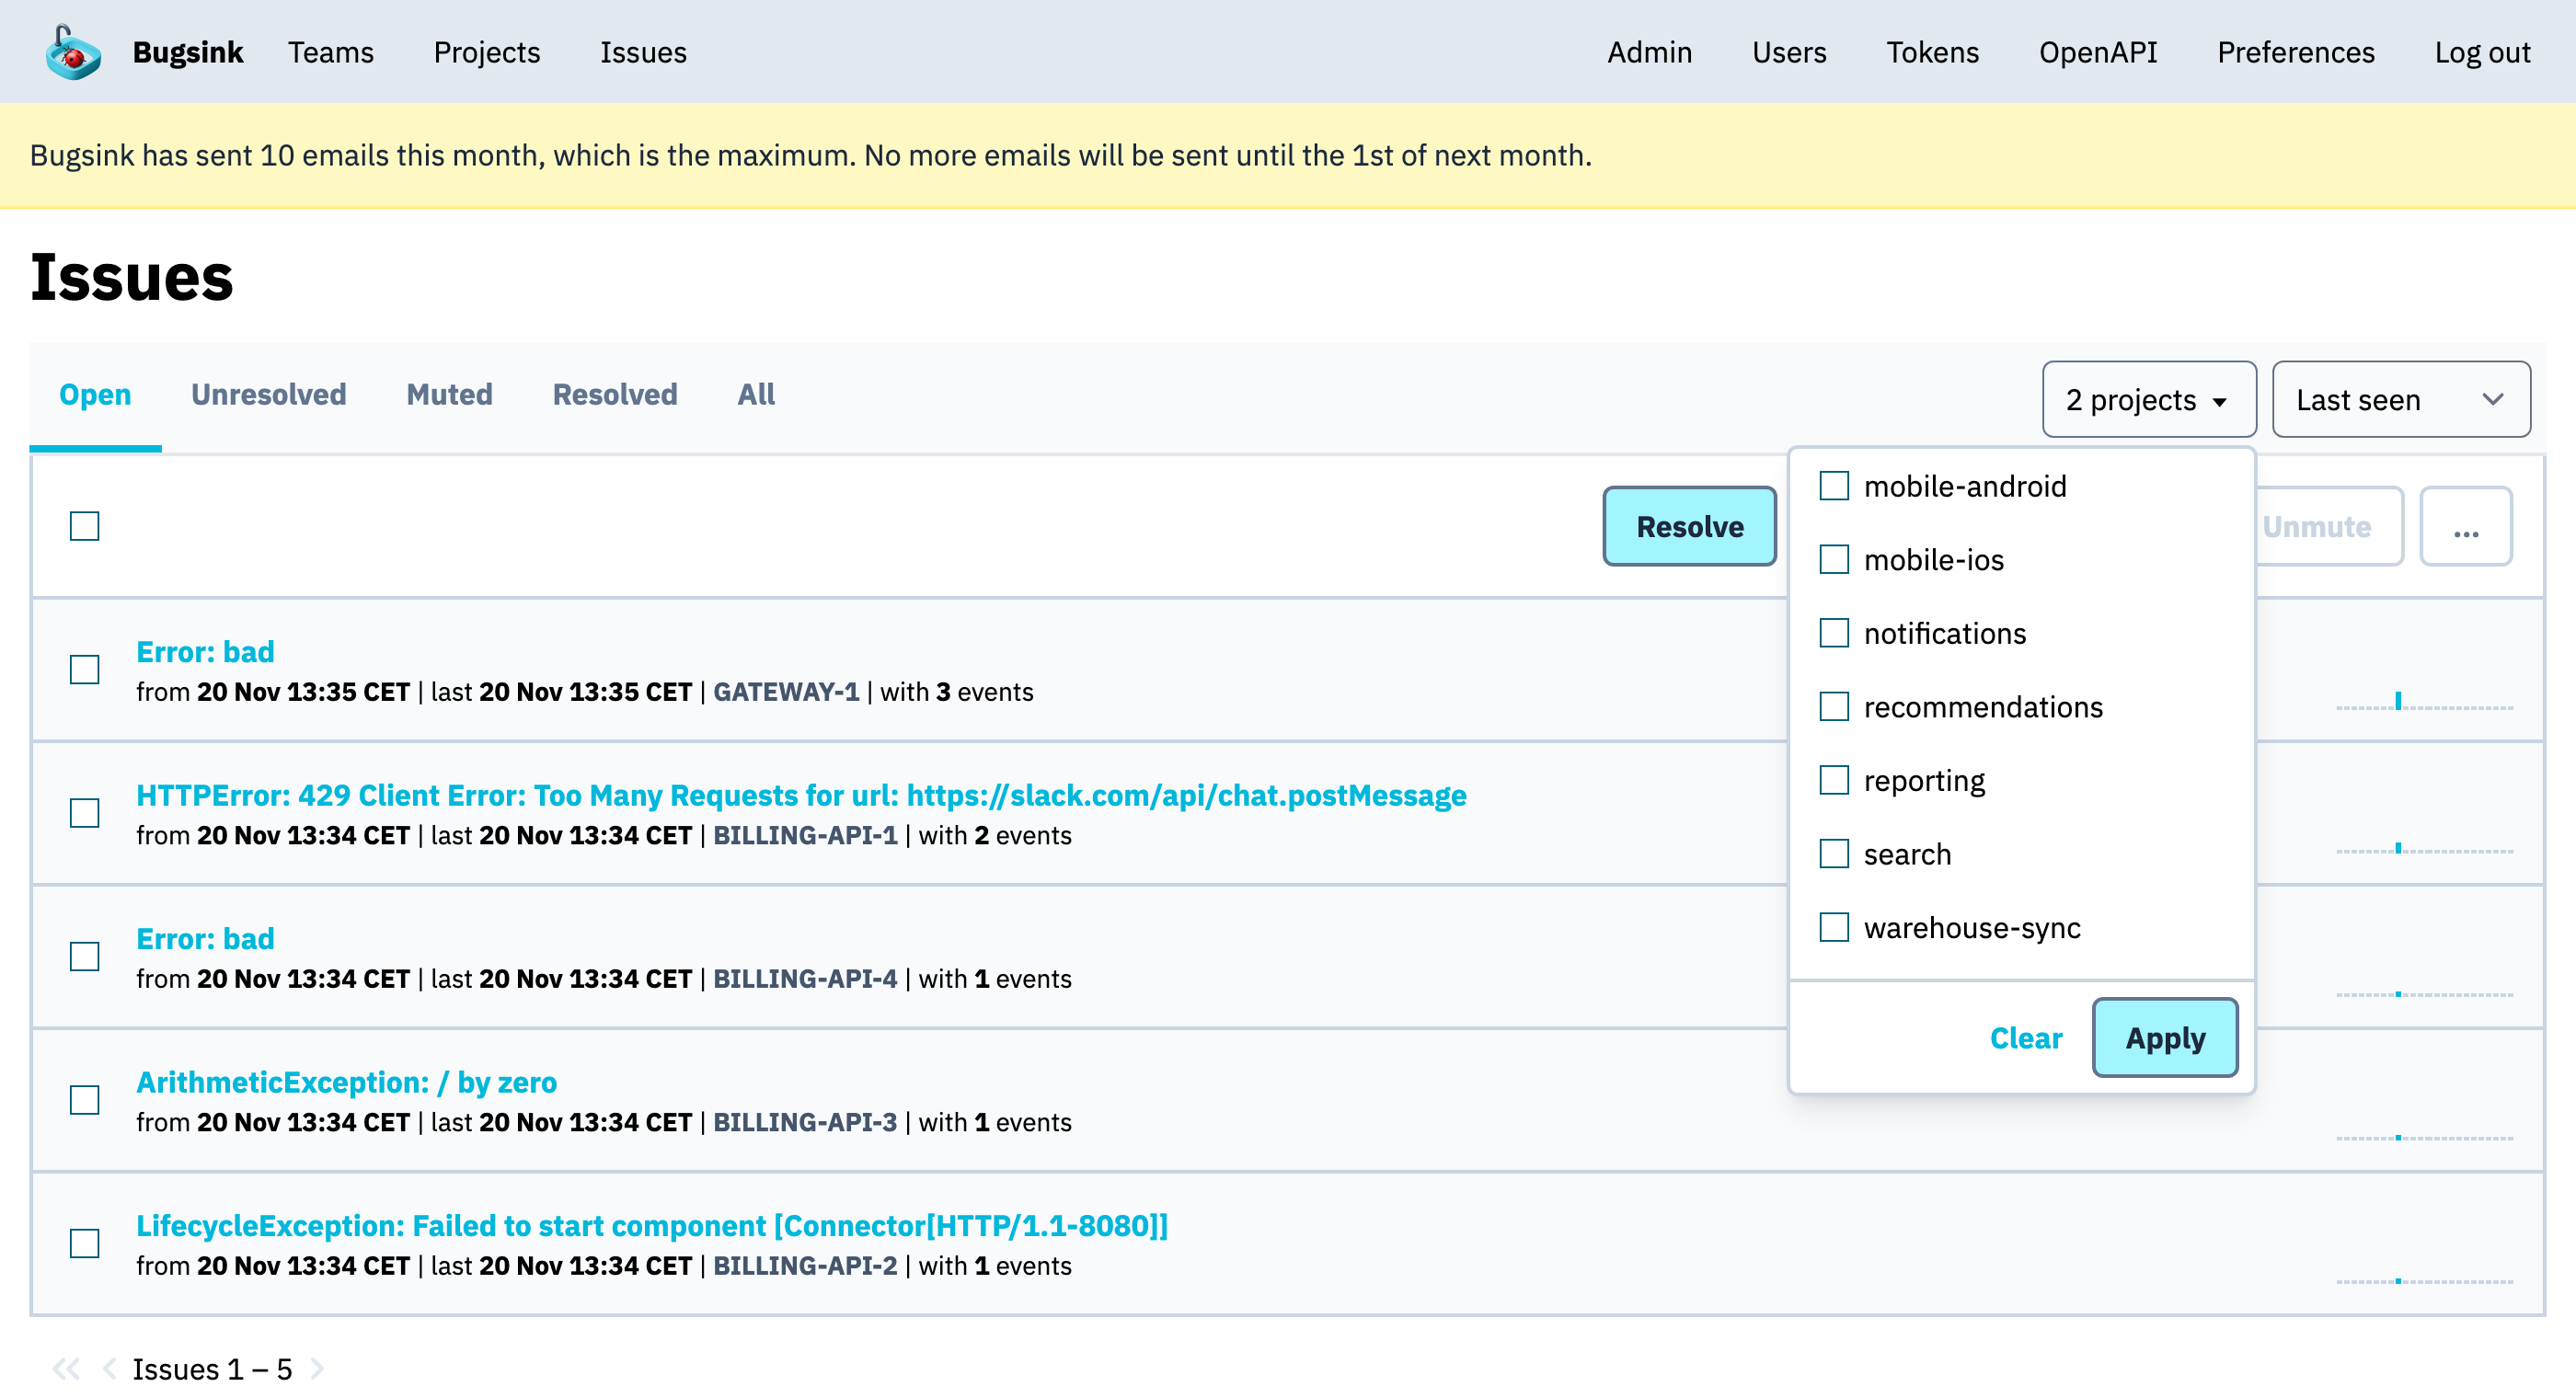 Bugsink Teams Projects Issues Admin Users Tokens OpenAPI Preferences Log out
Bugsink has sent 10 emails this month, which is the maximum. No more emails will be sent until the 1st of next month.
Issues
Open Unresolved Muted Resolved All 2 projects Last seen
Resolve Unmute ...
mobile-android
mobile-ios
notifications
recommendations
reporting
search
warehouse-sync
Clear Apply
Error: bad
from 20 Nov 13:35 CET | last 20 Nov 13:35 CET | GATEWAY-1 | with 3 events
HTTPError: 429 Client Error: Too Many Requests for url: https://slack.com/api/chat.postMessage
from 20 Nov 13:34 CET | last 20 Nov 13:34 CET | BILLING-API-1 | with 2 events
Error: bad
from 20 Nov 13:34 CET | last 20 Nov 13:34 CET | BILLING-API-4 | with 1 events
ArithmeticException: / by zero
from 20 Nov 13:34 CET | last 20 Nov 13:34 CET | BILLING-API-3 | with 1 events
LifecycleException: Failed to start component [Connector[HTTP/1.1-8080]]
from 20 Nov 13:34 CET | last 20 Nov 13:34 CET | BILLING-API-2 | with 1 events
Issues 1 – 5